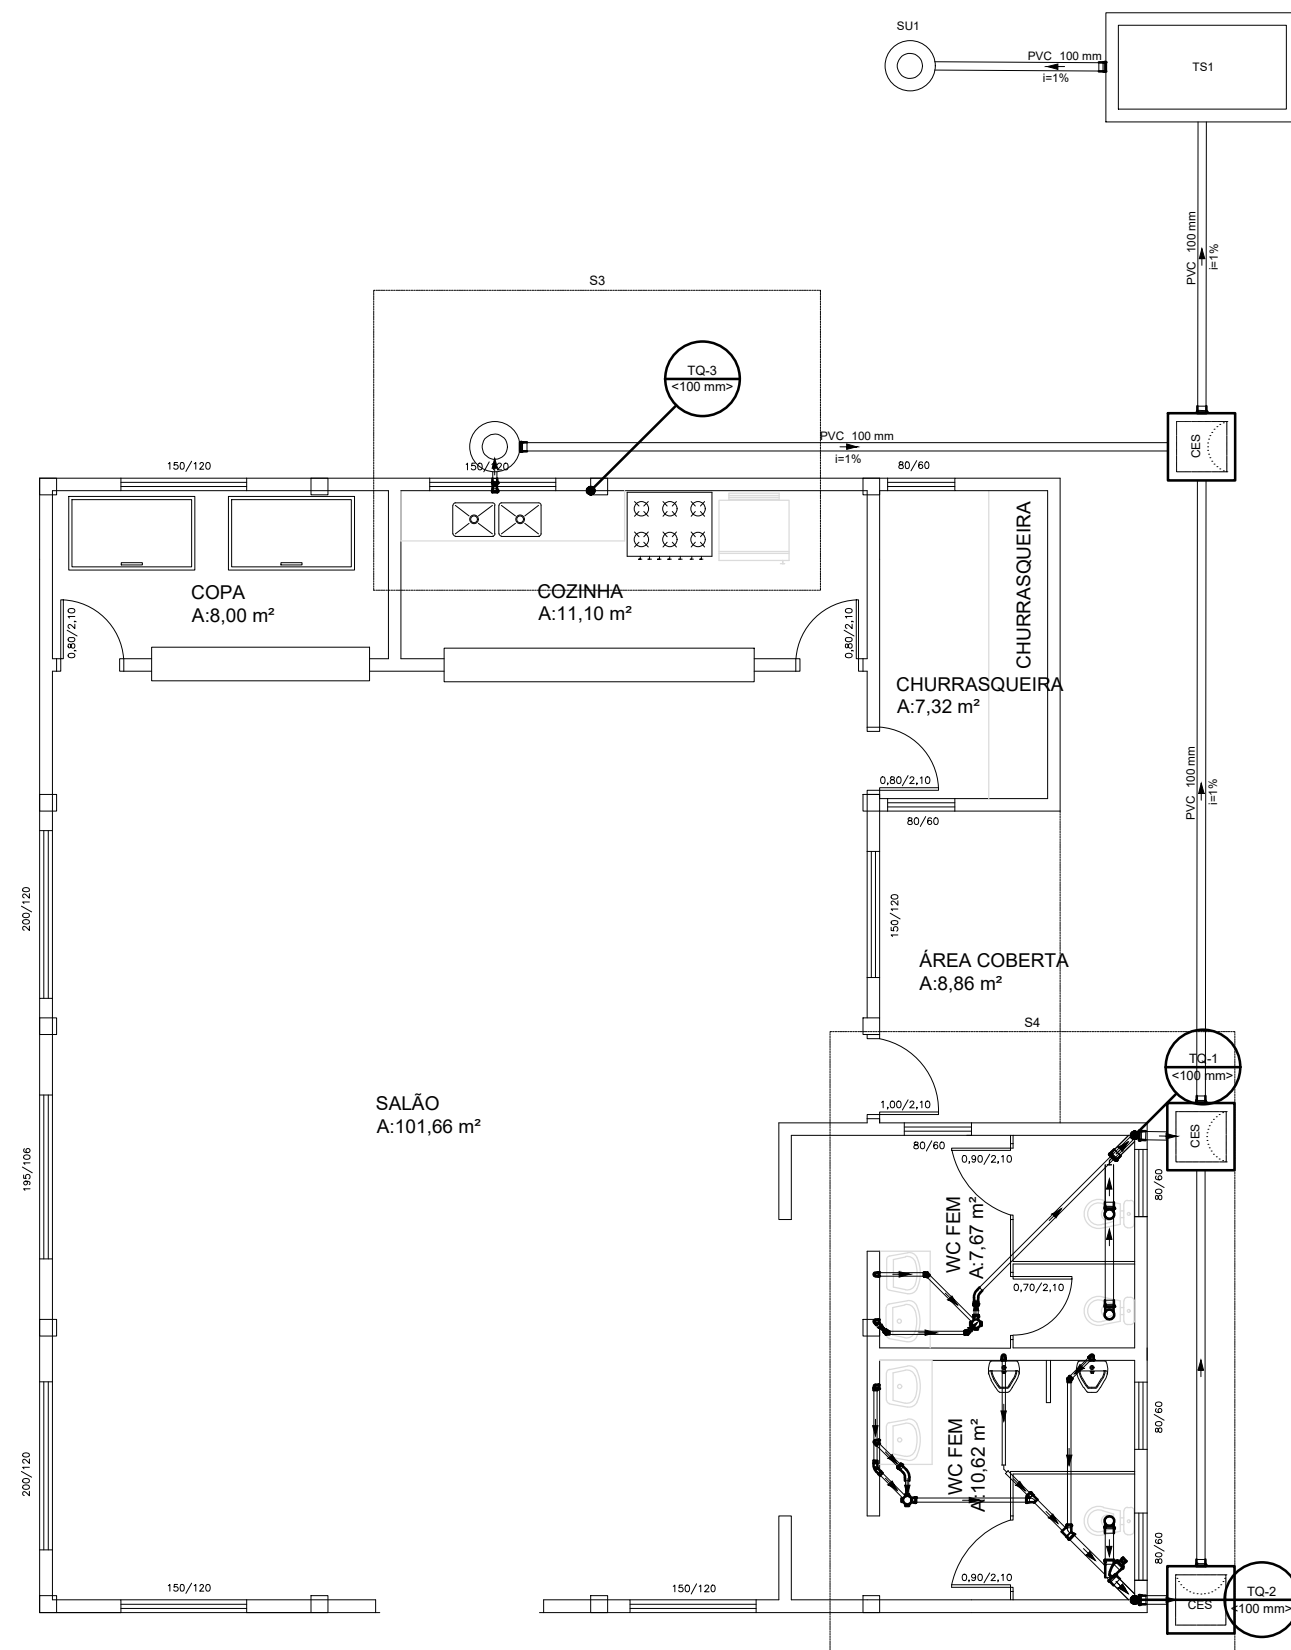 SU1
PVC 100 mm
i=1%
TS1
PVC 100 mm
i=1%
S3
TQ-3
<100 mm>
PVC 100 mm
i=1%
CES
150/120
150/120
80/60
COPA
A:8,00 m²
COZINHA
A:11,10 m²
CHURRASQUEIRA
0,80/2,10
0,80/2,10
CHURRASQUEIRA
A:7,32 m²
0,80/2,10
80/60
PVC 100 mm
i=1%
200/120
150/120
ÁREA COBERTA
A:8,86 m²
S4
TQ-1
<100 mm>
SALÃO
A:101,66 m²
1,00/2,10
80/60
0,90/2,10
CES
195/106
80/60
WC FEM
A:7,67 m²
0,70/2,10
80/60
WC FEM
A:10,62 m²
200/120
80/60
0,90/2,10
150/120
150/120
CES
TQ-2
<100 mm>